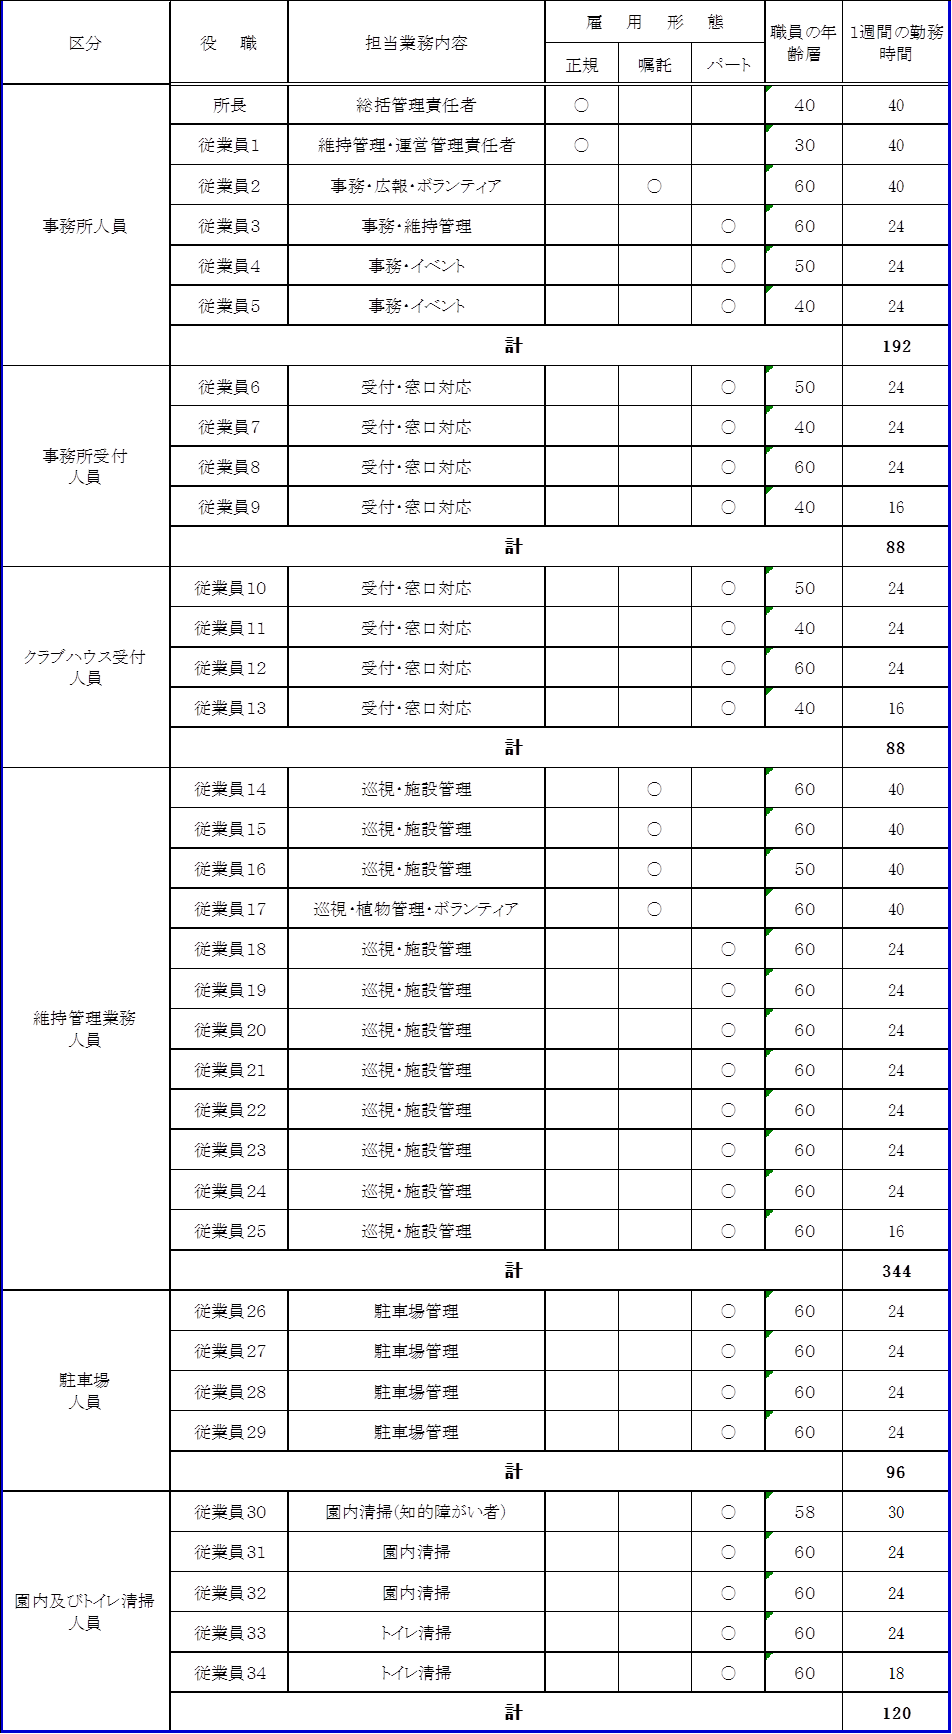 区分 役　職 担当業務内容 雇　用　形　態 職員の年齢層 1週間の勤務時間
正規 嘱託 パート
事務所人員
所長 総括管理責任者 ○ 40 40
従業員1 維持管理・運営管理責任者 ○ 30 40
従業員2 事務・広報・ボランティア ○ 60 40
従業員3 事務・維持管理 ○ 60 24
従業員4 事務・イベント ○ 50 24
従業員5 事務・イベント ○ 40 24
計 192
事務所受付
人員
従業員6 受付・窓口対応 ○ 50 24
従業員7 受付・窓口対応 ○ 40 24
従業員8 受付・窓口対応 ○ 60 24
従業員9 受付・窓口対応 ○ 40 16
計 88
クラブハウス受付
人員
従業員10 受付・窓口対応 ○ 50 24
従業員11 受付・窓口対応 ○ 40 24
従業員12 受付・窓口対応 ○ 60 24
従業員13 受付・窓口対応 ○ 40 16
計 88
維持管理業務
人員
従業員14 巡視・施設管理 ○ 60 40
従業員15 巡視・施設管理 ○ 60 40
従業員16 巡視・施設管理 ○ 50 40
従業員17 巡視・植物管理・ボランティア ○ 60 40
従業員18 巡視・施設管理 ○ 60 24
従業員19 巡視・施設管理 ○ 60 24
従業員20 巡視・施設管理 ○ 60 24
従業員21 巡視・施設管理 ○ 60 24
従業員22 巡視・施設管理 ○ 60 24
従業員23 巡視・施設管理 ○ 60 24
従業員24 巡視・施設管理 ○ 60 24
従業員25 巡視・施設管理 ○ 60 16
計 344
駐車場
人員
従業員26 駐車場管理 ○ 60 24
従業員27 駐車場管理 ○ 60 24
従業員28 駐車場管理 ○ 60 24
従業員29 駐車場管理 ○ 60 24
計 96
園内及びトイレ清掃
人員
従業員30 園内清掃(知的障がい者) ○ 58 30
従業員31 園内清掃 ○ 60 24
従業員32 園内清掃 ○ 60 24
従業員33 トイレ清掃 ○ 60 24
従業員34 トイレ清掃 ○ 60 18
計 120